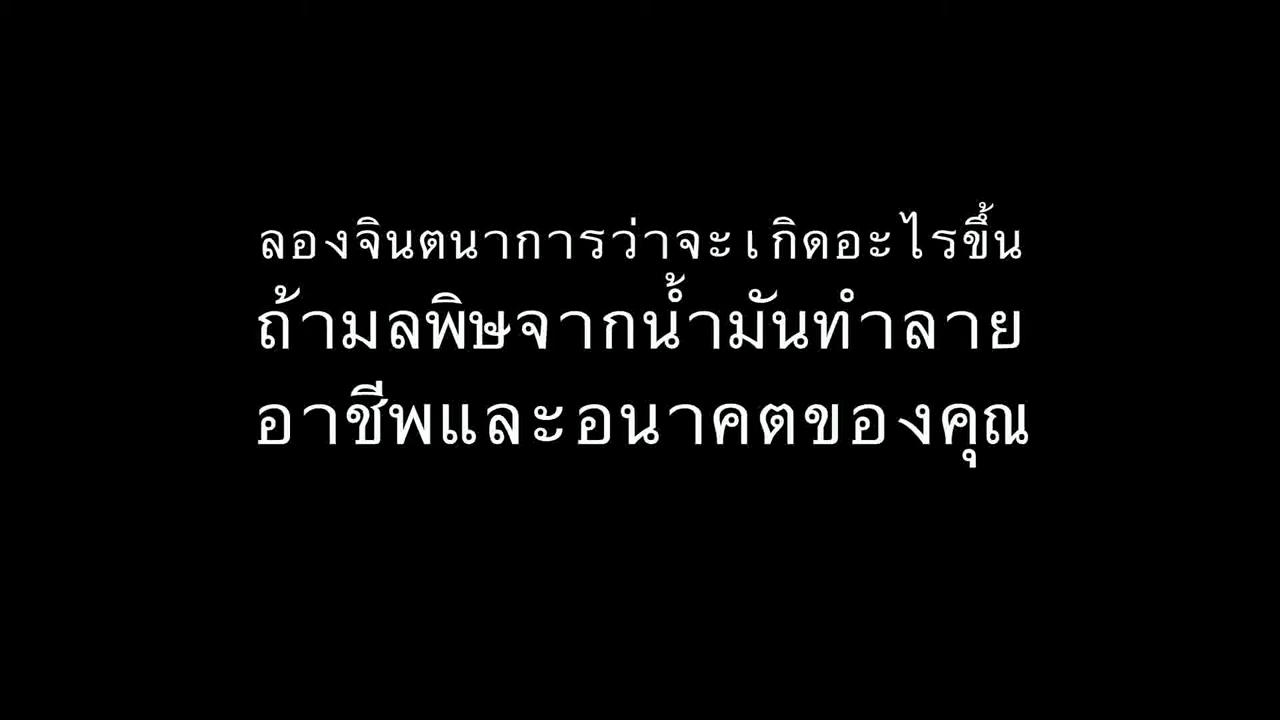 ลองจินตนาการว่าจะเกิดอะไรขึ้น
ถ้ามลพิษจากน้ำมันทำลาย
อาชีพและอนาคตของคุณ